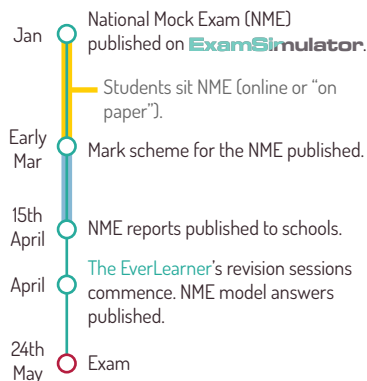 Jan
National Mock Exam (NME)
published on ExamSimulator.
Students sit NME (online or “on
paper”).
Early
Mar
Mark scheme for the NME published.
15th
April
NME reports published to schools.
April
The EverLearner’s revision sessions
commence. NME model answers
published.
24th
May
Exam